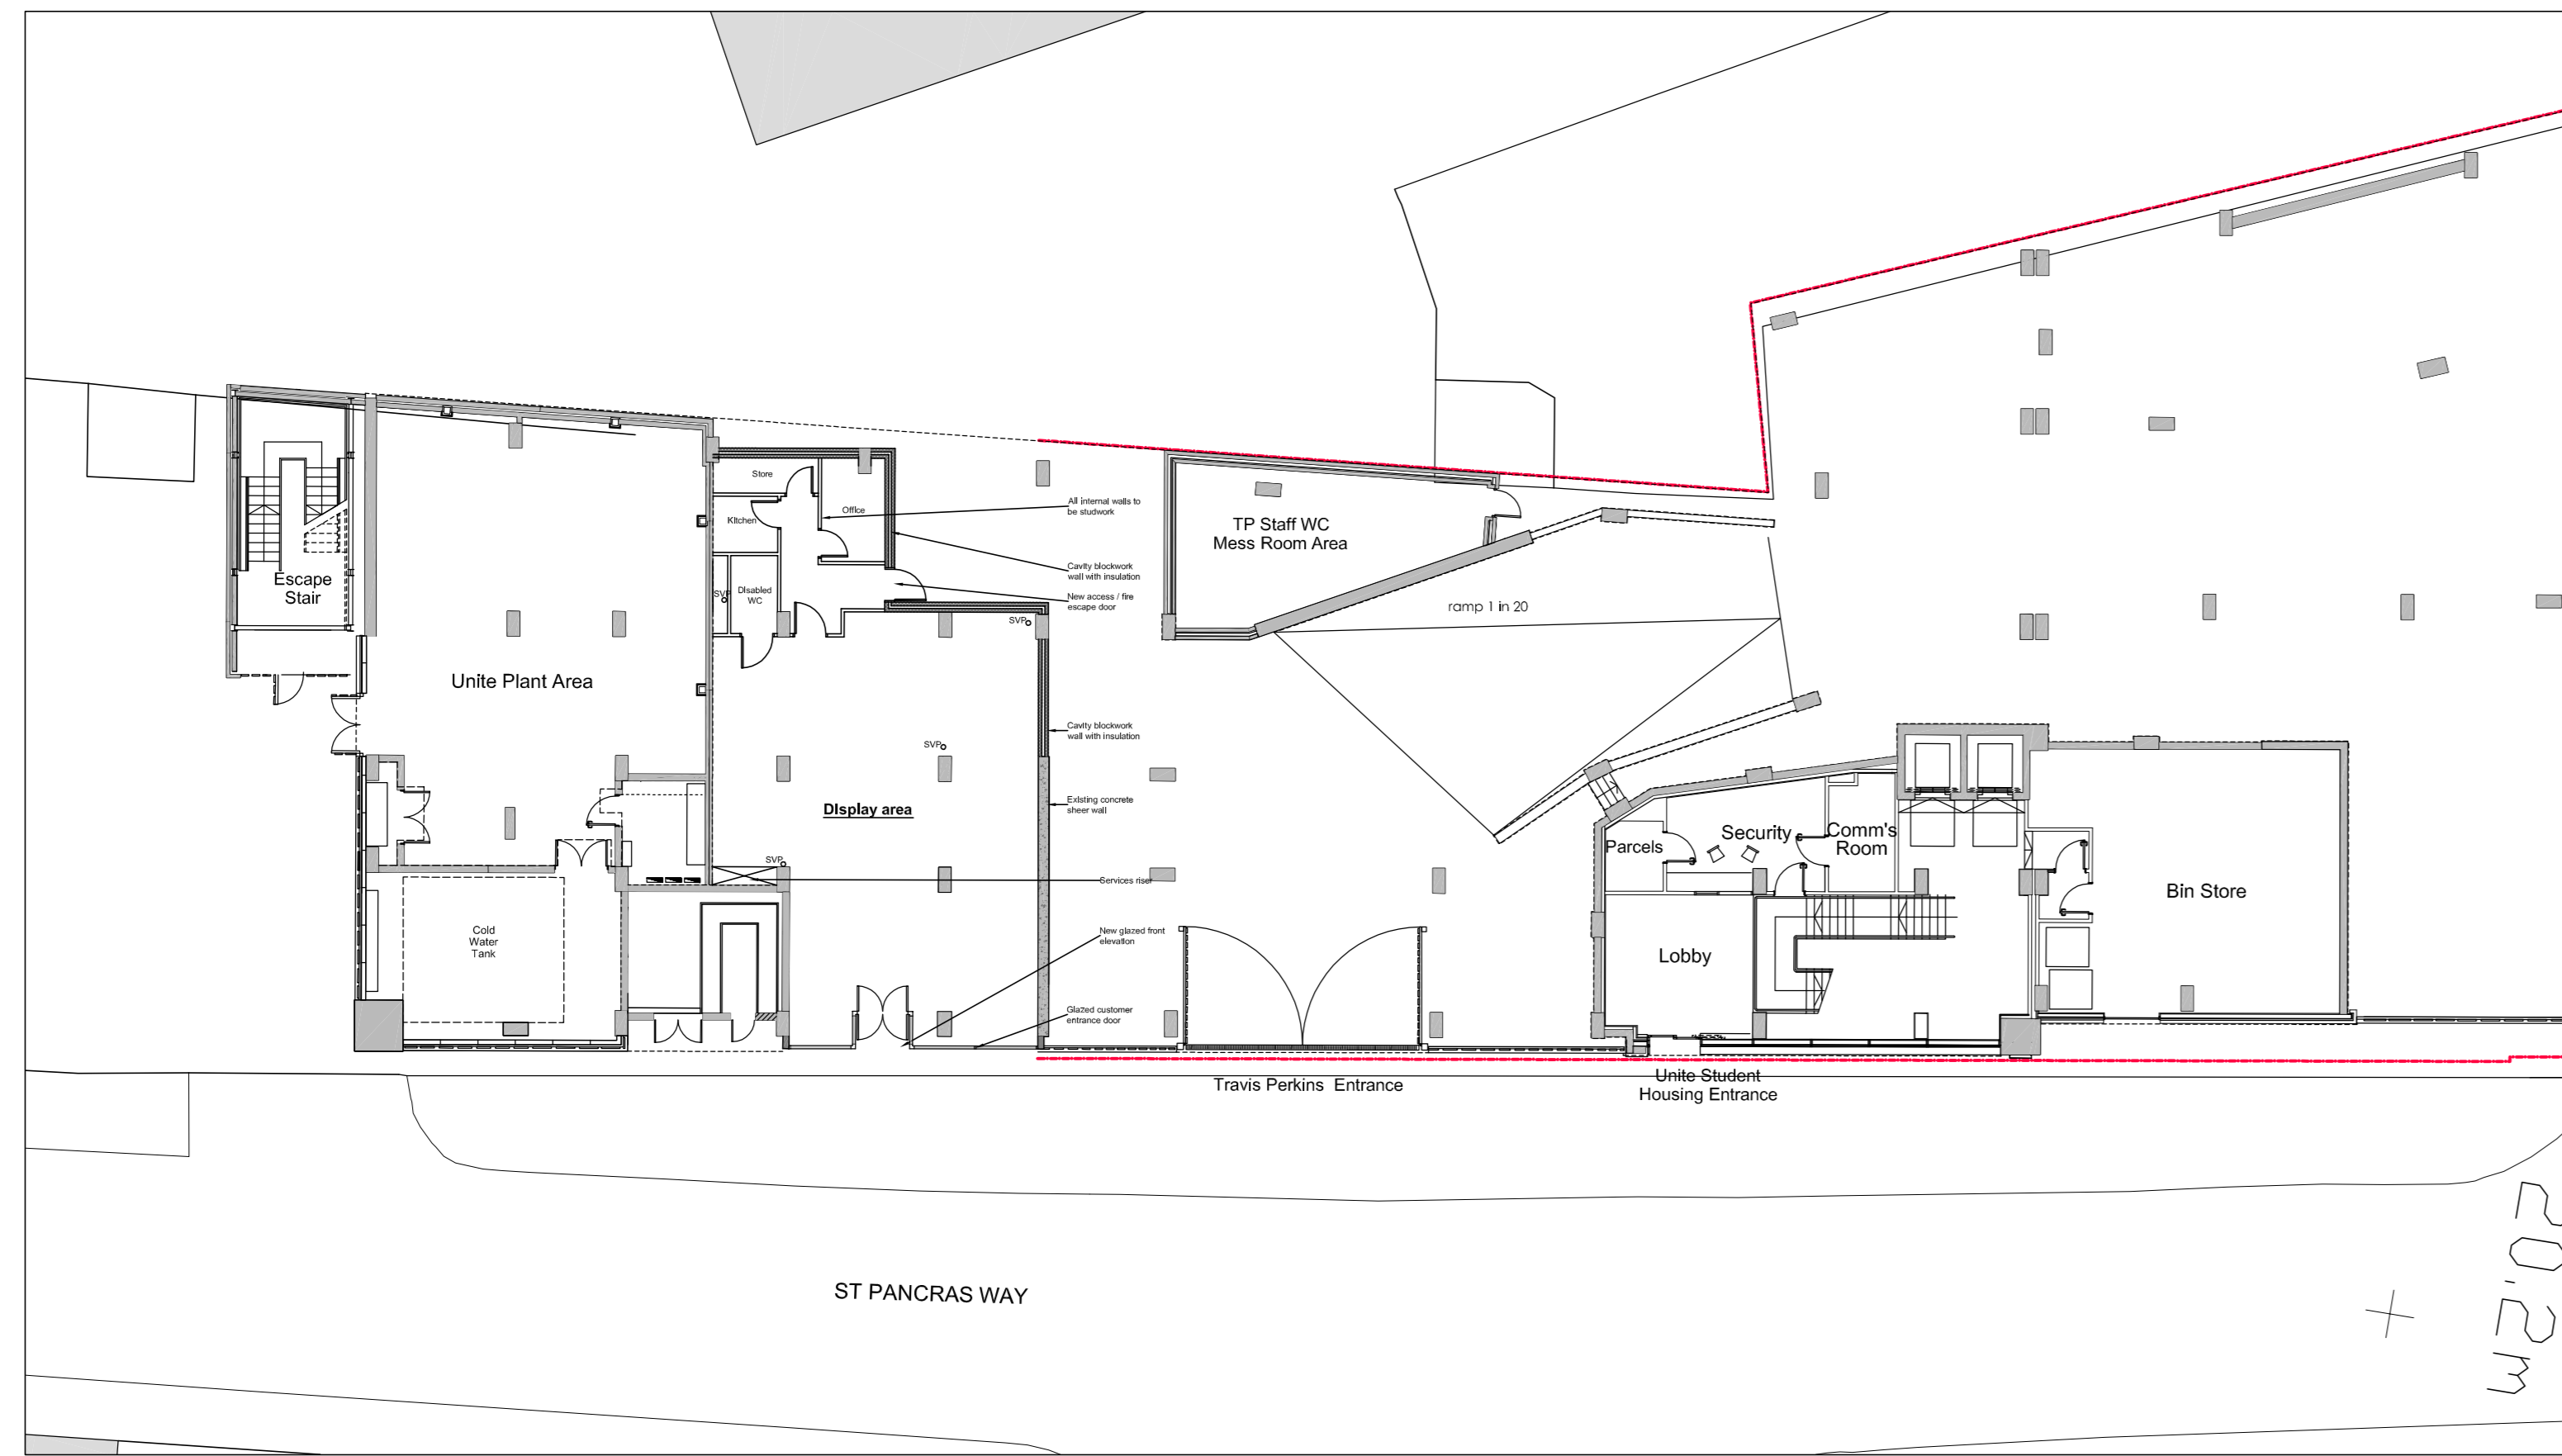 Store
Kitchen
Office
SVP
Disabled
WC
Escape
Stair
Unite Plant Area
Cold
Water
Tank
SVP
SVP
SVP
Display area
All internal walls to
be studwork
Cavity blockwork
wall with insulation
New access / fire
escape door
Cavity blockwork
wall with insulation
Existing concrete
sheer wall
Services riser
New glazed front
elevation
Glazed customer
entrance door
TP Staff WC
Mess Room Area
ramp 1 in 20
Parcels
Security
Comm's
Room
Lobby
Bin Store
Travis Perkins Entrance
Unite Student
Housing Entrance
ST PANCRAS WAY
20.2m